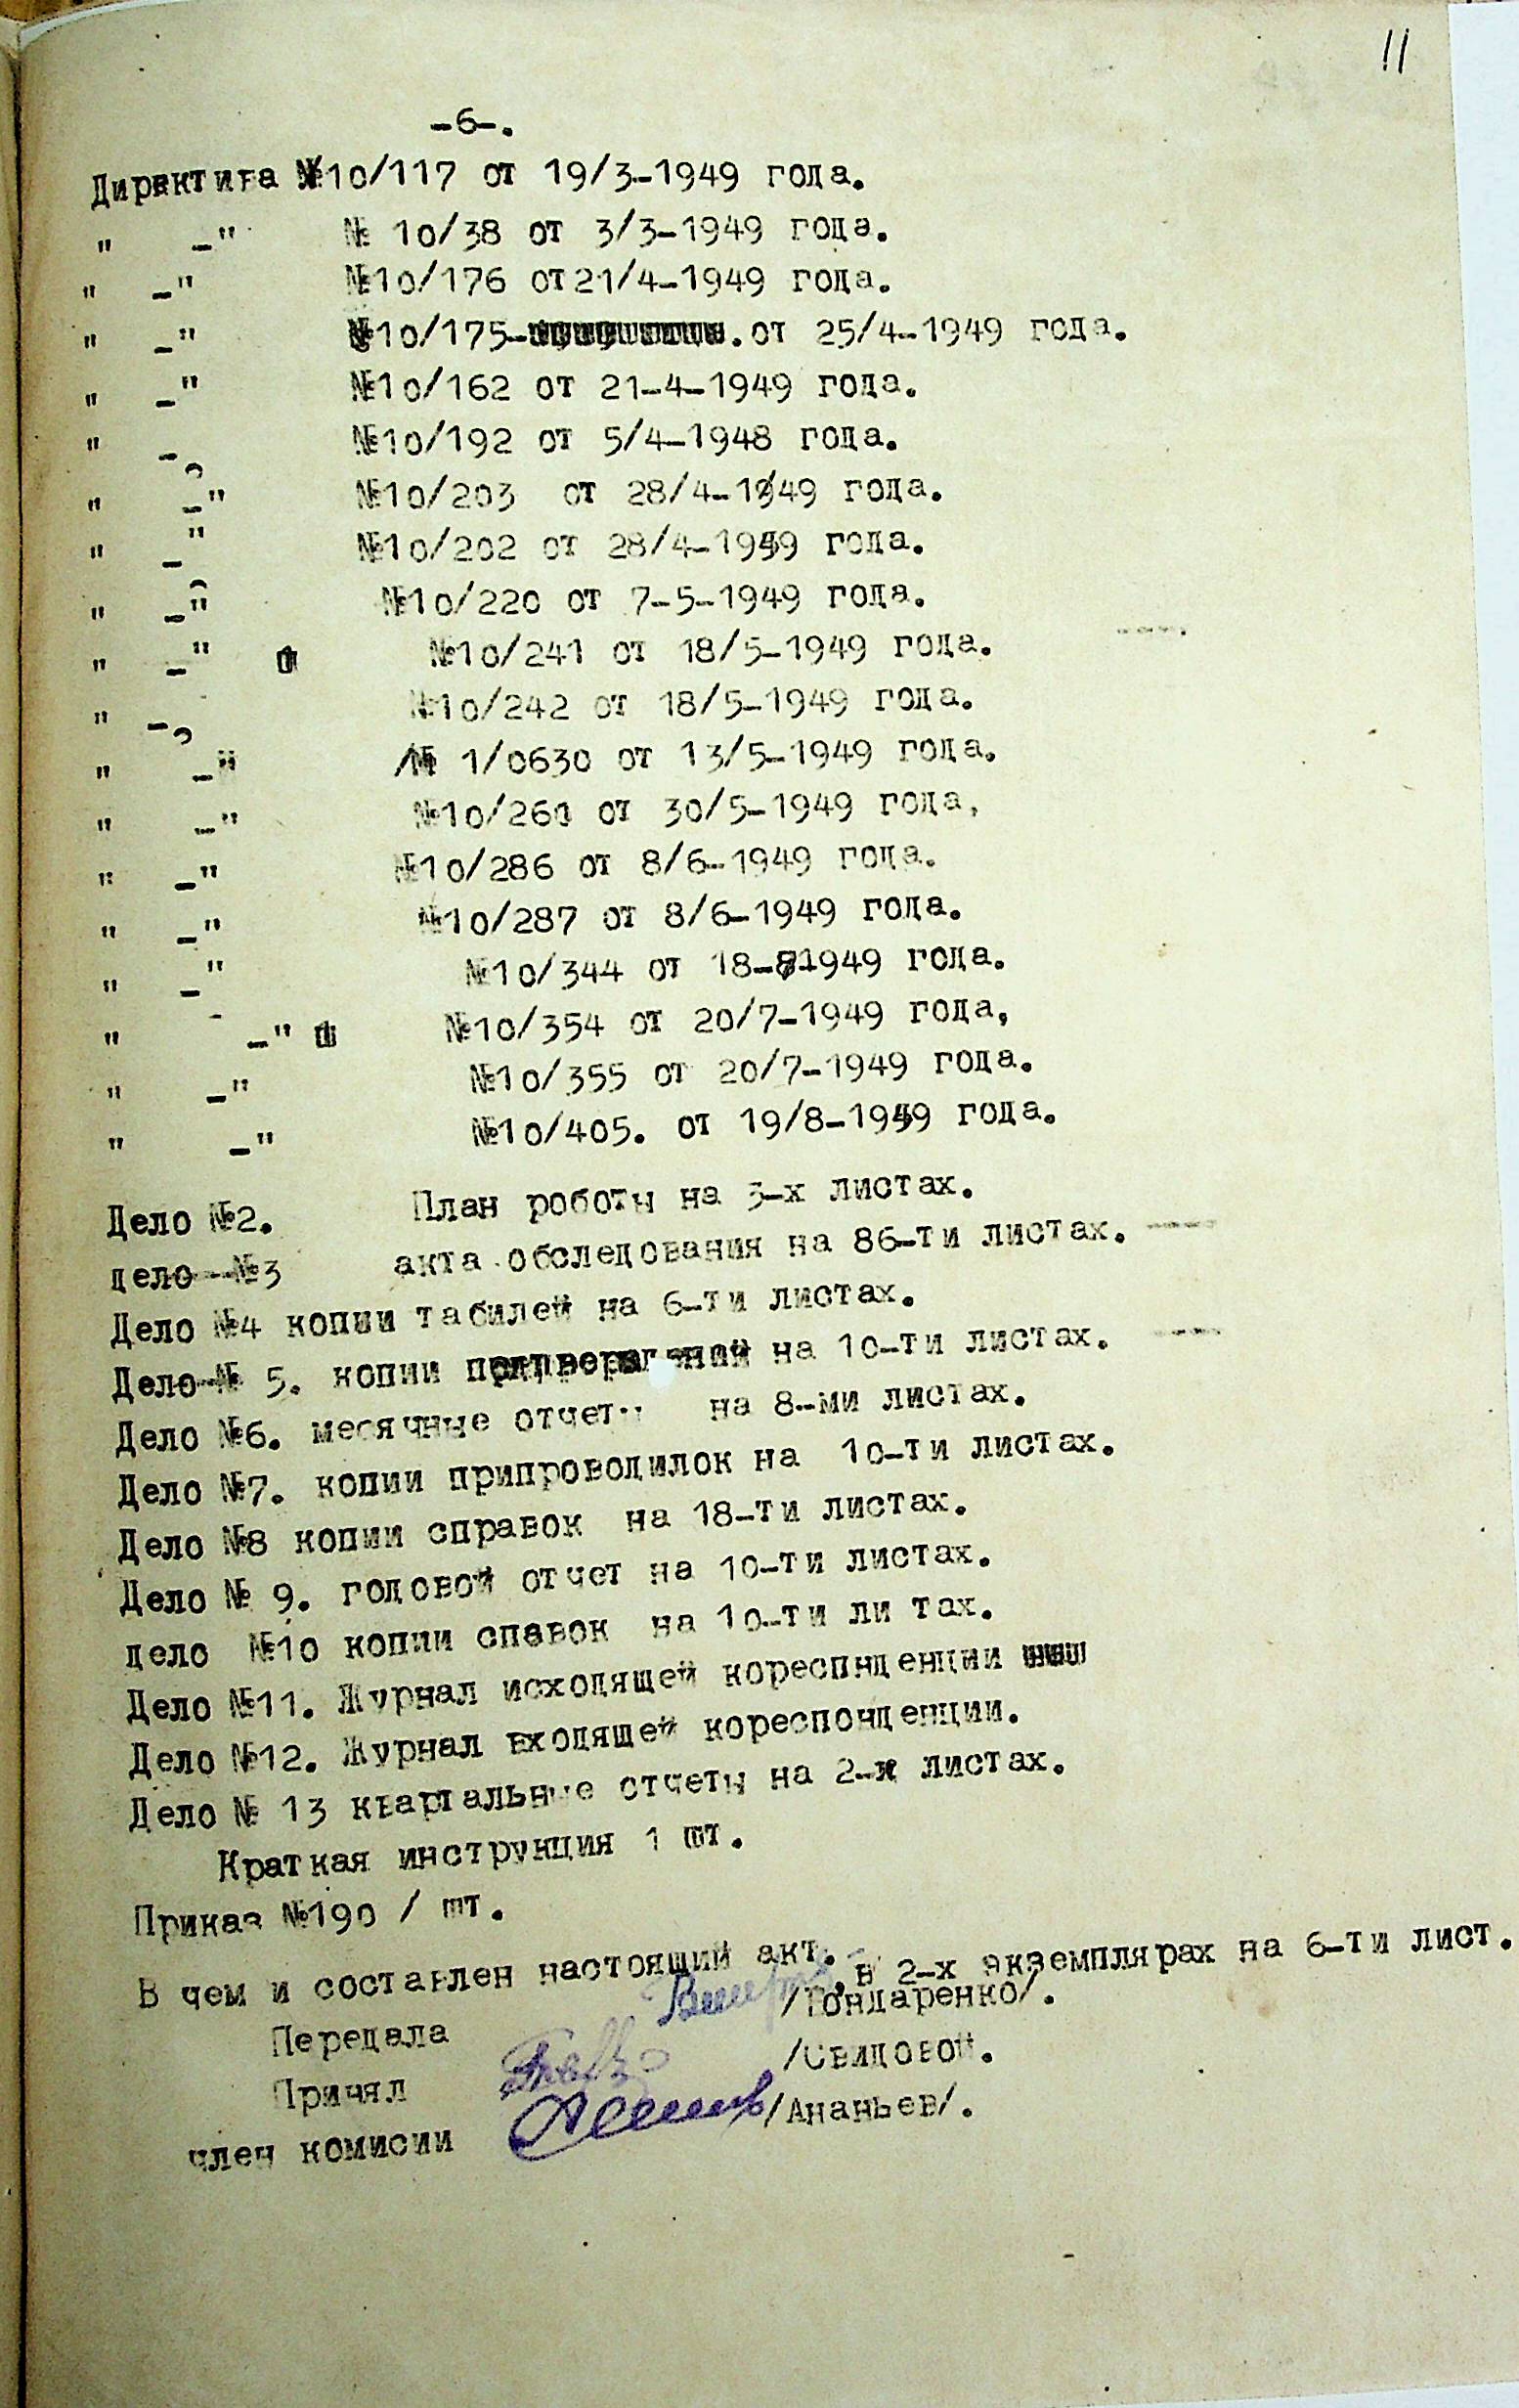 11
-6-.
Директива №10/117 от 19/3-1949 года.
" -" № 10/38 от 3/3-1949 года.
" -" №10/176 от 21/4-1949 года.
" -" №10/175- .от 25/4-1949 года.
" -" №10/162 от 21-4-1949 года.
" - №10/192 от 5/4-1948 года.
" -" №10/203 от 28/4-1949 года.
" -" №10/202 от 28/4-1949 года.
" -" №10/220 от 7-5-1949 года.
" -" №10/241 от 18/5-1949 года.
" - №10/242 от 18/5-1949 года.
" -" № 1/0630 от 13/5-1949 года.
" -" от 30/5-1949 года,
" -" №10/286 от 8/6-1949 года.
" -" №10/287 от 8/6-1949 года.
" -" №10/344 от 18-7-1949 года.
" -" №10/354 от 20/7-1949 года,
" -" №10/355 от 20/7-1949 года.
" -" №10/405. от 19/8-1949 года.
Дело №2. План роботы на 3-х листах.
дело №3 акта обследования на 86-ти листах.
Дело №4 копии табилей на 6-ти листах.
Дело № 5. копии на 10-ти листах.
Дело №6. месячные отчеты на 8-ми листах.
Дело №7. копии припроводилок на 10-ти листах.
Дело №8 копии справок на 18-ти листах.
Дело № 9. годовой отчет на 10-ти листах.
дело №10 копии спавок на 10-ти ли тах.
Дело №11. Журнал исходящей кореспнденции
Дело №12. Журнал входящей кореспонденции.
Дело № 13 квартальные отчеты на 2-х листах.
Краткая инструкция 1 шт.
Приказ №190 / шт.
В чем и составлен настоящий акт. в 2-х экземплярах на 6-ти лист.
Передала /Гондаренко/.
Принял /Свидовой.
член комисии /Ананьев/.